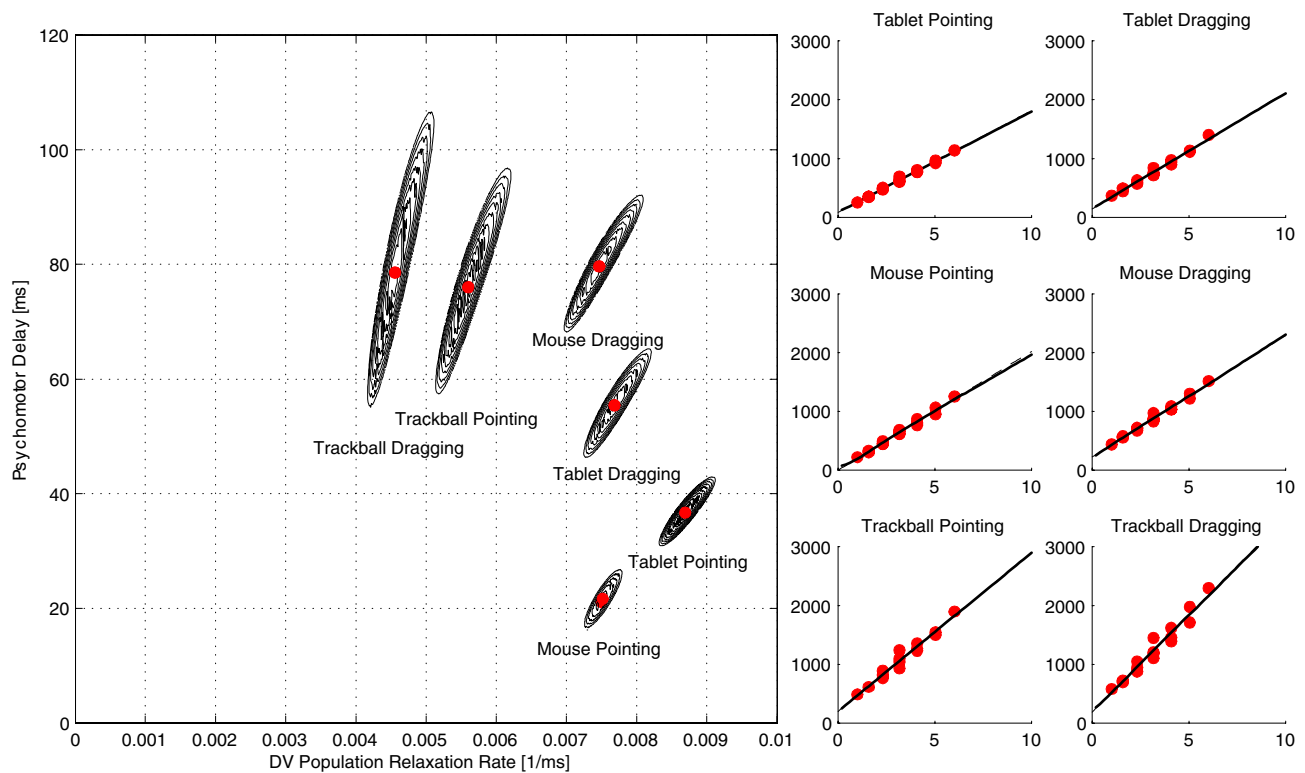 120
100
80
60
40
20
0
Psychomotor Delay [ms]
Mouse Dragging
Trackball Pointing
Trackball Dragging
Tablet Dragging
Tablet Pointing
Mouse Pointing
0 0.001 0.002 0.003 0.004 0.005 0.006 0.007 0.008 0.009 0.01
DV Population Relaxation Rate [1/ms]
Tablet Pointing
3000
2000
1000
0
0 5 10
Tablet Dragging
3000
2000
1000
0
0 5 10
Mouse Pointing
3000
2000
1000
0
0 5 10
Mouse Dragging
3000
2000
1000
0
0 5 10
Trackball Pointing
3000
2000
1000
0
0 5 10
Trackball Dragging
3000
2000
1000
0
0 5 10